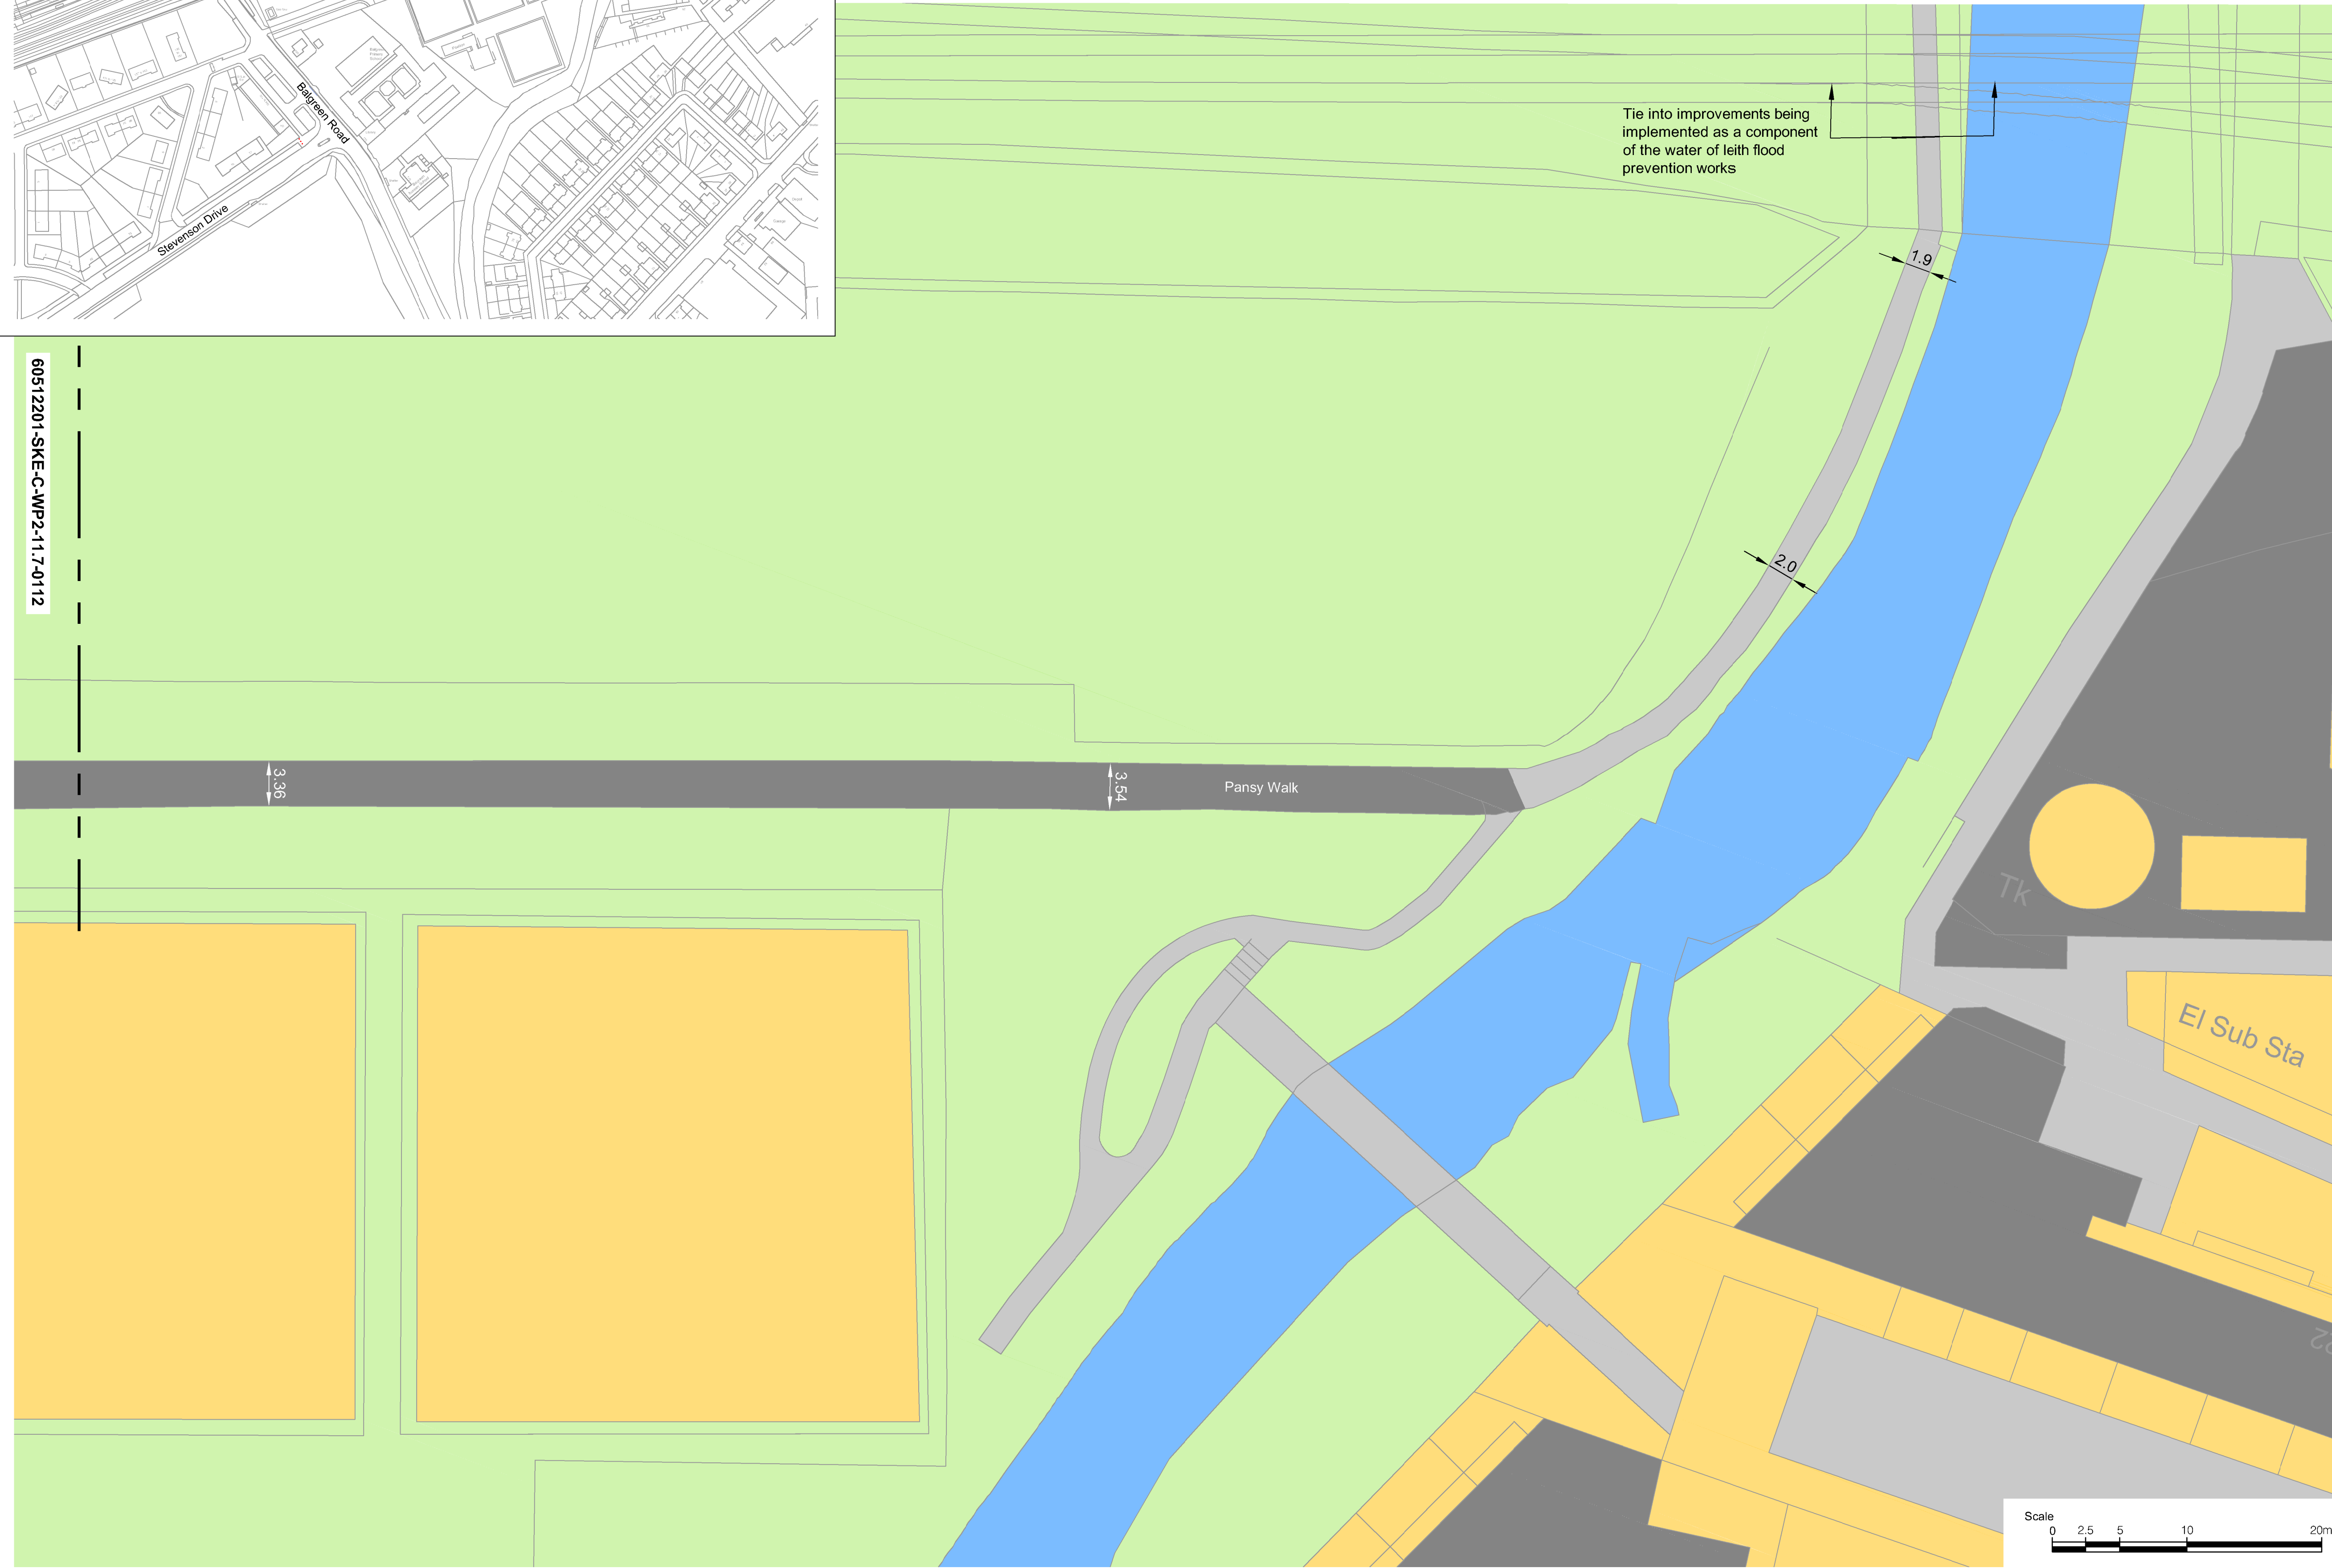 Balgreen Road
Stevenson Drive
Tie into improvements being
implemented as a component
of the water of leith flood
prevention works
1.9
60512201-SKE-C-WP2-11.7-0112
2.0
3.36
3.54
Pansy Walk
Tk
El Sub Sta
Scale
0 2.5 5 10 20m